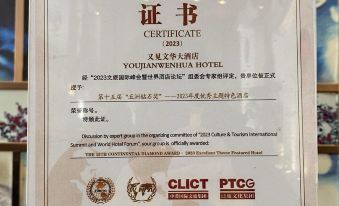 证书
CERTIFICATE
(2023)
又见文华大酒店
YOUJIANWENHUA HOTEL
经“2023文旅国际峰会暨世界酒店论坛”组委会专家组评定，贵单位被正式
授予：
第十五届“五洲钻石奖”——2023年度优秀主题特色酒店
荣誉称号。
特颁此证。
Discussion by expert group in the organizing committee of "2023 Culture & Tourism International
Summit and World Hotel Forum", your group is officially awarded:
THE 15TH CONTINENTAL DIAMOND AWARD - 2023 Excellent Theme Featured Hotel
CLICT PTCG